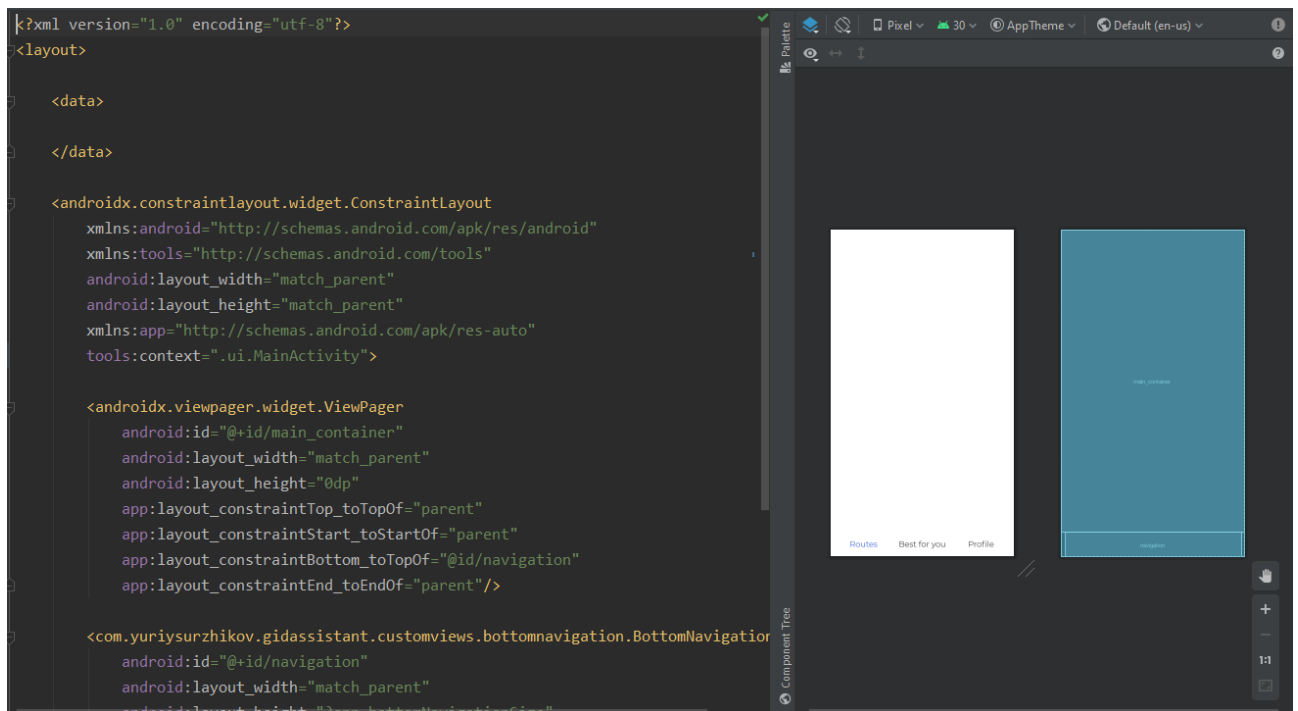 <?xml version="1.0" encoding="utf-8"?>
<layout>
<data>
</data>
<androidx.constraintlayout.widget.ConstraintLayout
xmlns:android="http://schemas.android.com/apk/res/android"
xmlns:tools="http://schemas.android.com/tools"
android:layout_width="match_parent"
android:layout_height="match_parent"
xmlns:app="http://schemas.android.com/apk/res-auto"
tools:context=".ui.MainActivity">
<androidx.viewpager.widget.ViewPager
android:id="@+id/main_container"
android:layout_width="match_parent"
android:layout_height="0dp"
app:layout_constraintTop_toTopOf="parent"
app:layout_constraintStart_toStartOf="parent"
app:layout_constraintBottom_toTopOf="@id/navigation"
app:layout_constraintEnd_toEndOf="parent"/>
<com.yuriysurzhikov.gidassistant.customviews.bottomnavigation.BottomNavigation
android:id="@+id/navigation"
android:layout_width="match_parent"
Palette
Component Tree
Pixel 30 AppTheme Default (en-us)
Routes Best for you Profile
main_container
navigation
1:1